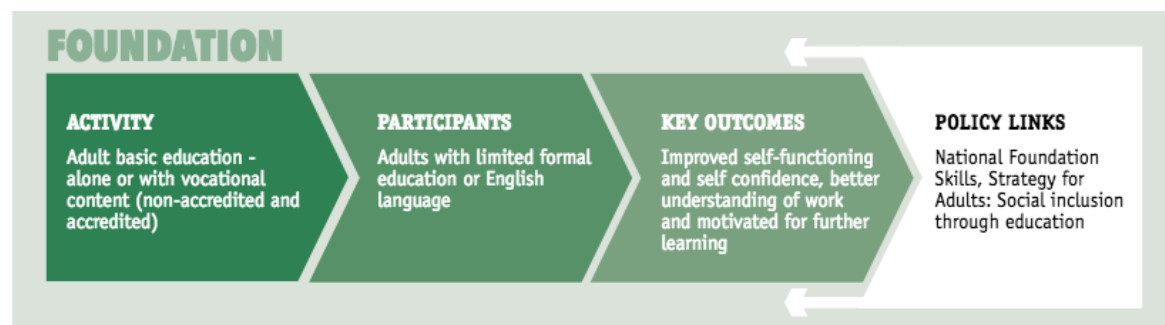 FOUNDATION
ACTIVITY
Adult basic education -
alone or with vocational
content (non-accredited and
accredited)
PARTICIPANTS
Adults with limited formal
education or English
language
KEY OUTCOMES
Improved self-functioning
and self confidence, better
understanding of work
and motivated for further
learning
POLICY LINKS
National Foundation
Skills, Strategy for
Adults: Social inclusion
through education